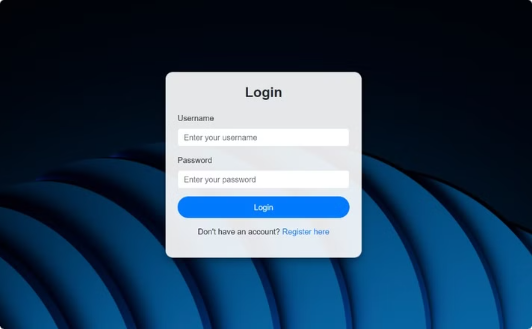 Login
Username
Enter your username
Password
Enter your password
Login
Don't have an account? Register here